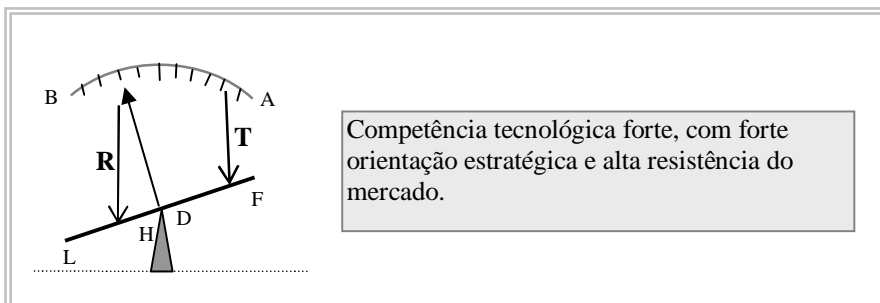 B
A
R
T
F
D
H
L
Competência tecnológica forte, com forte
orientação estratégica e alta resistência do
mercado.